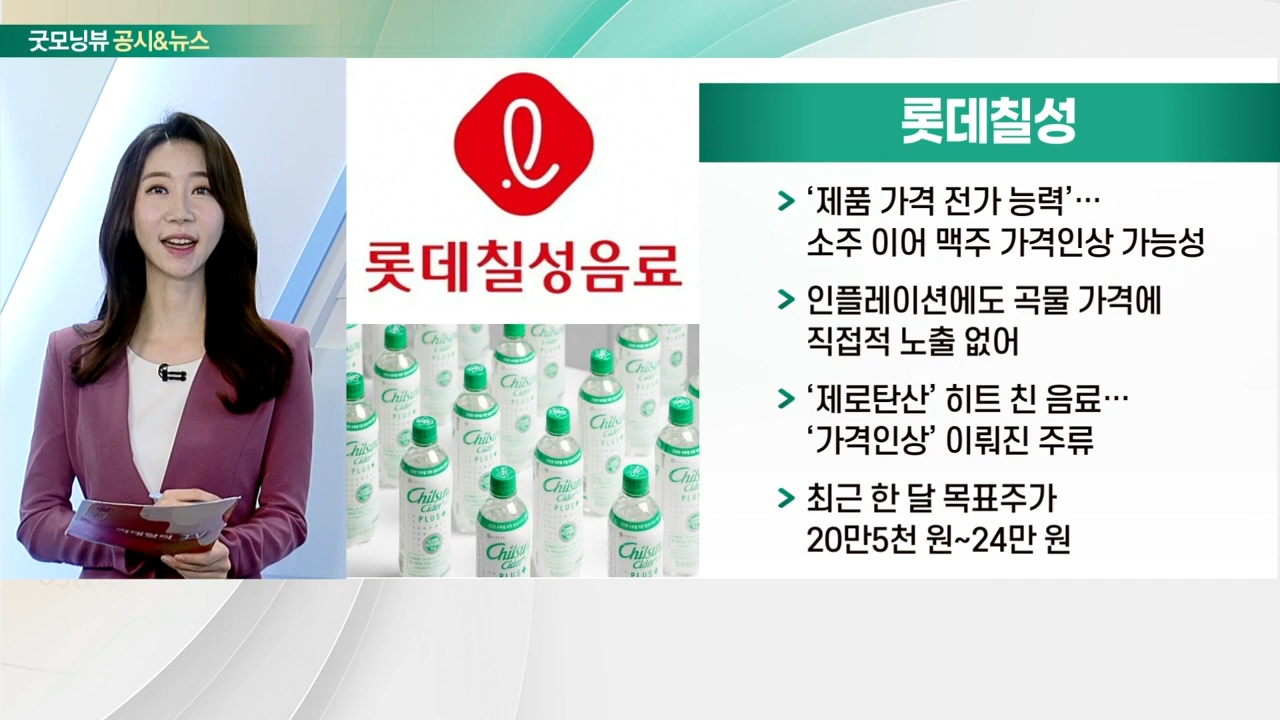 굿모닝뷰 공시&뉴스
롯데칠성음료
Chilsung
Cider
PLUS+
롯데칠성
‘제품 가격 전가 능력’…
소주 이어 맥주 가격인상 가능성
인플레이션에도 곡물 가격에
직접적 노출 없어
‘제로탄산’ 히트 친 음료…
‘가격인상’ 이뤄진 주류
최근 한 달 목표주가
20만5천 원~24만 원